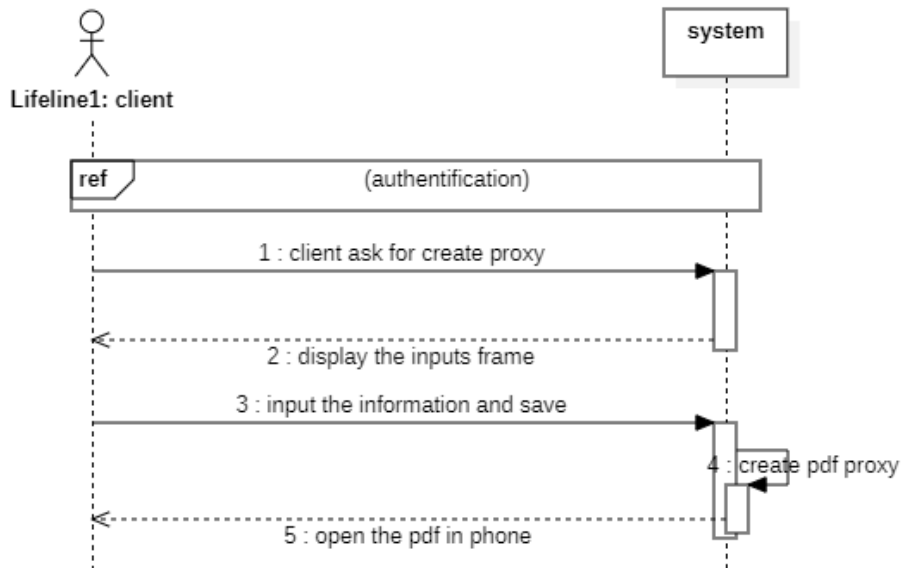 system
Lifeline1: client
ref
(authentification)
1 : client ask for create proxy
2 : display the inputs frame
3 : input the information and save
4 : create pdf proxy
5 : open the pdf in phone